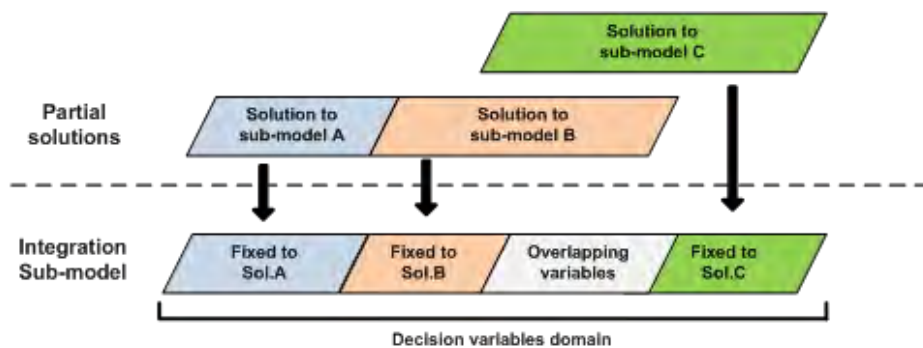 Solution to
sub-model C
Partial
solutions
Solution to
sub-model A
Solution to
sub-model B
Integration
Sub-model
Fixed to
Sol.A
Fixed to
Sol.B
Overlapping
variables
Fixed to
Sol.C
Decision variables domain